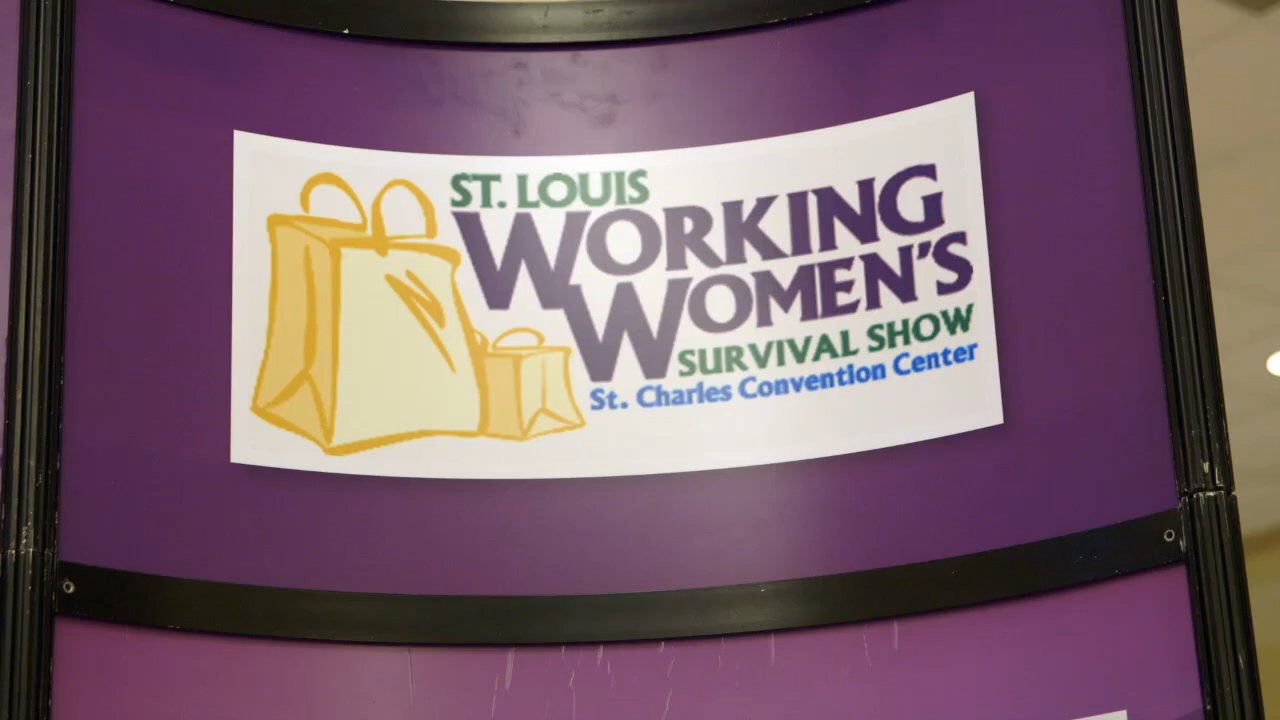 ST. LOUIS
WORKING
WOMEN'S
SURVIVAL SHOW
St. Charles Convention Center